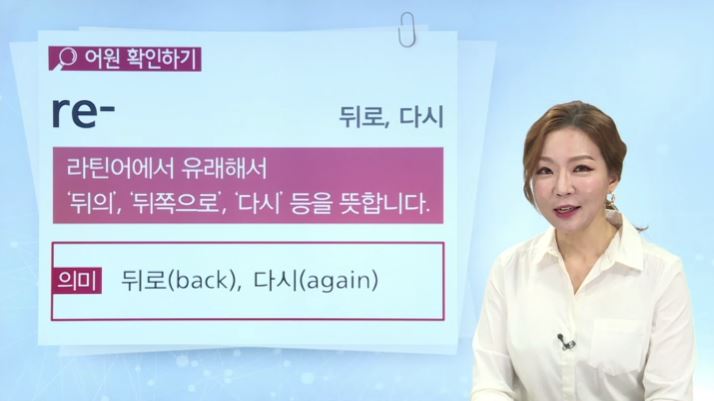 어원 확인하기
re- 뒤로, 다시
라틴어에서 유래해서
‘뒤의’, ‘뒤쪽으로’, ‘다시’ 등을 뜻합니다.
의미 뒤로(back), 다시(again)